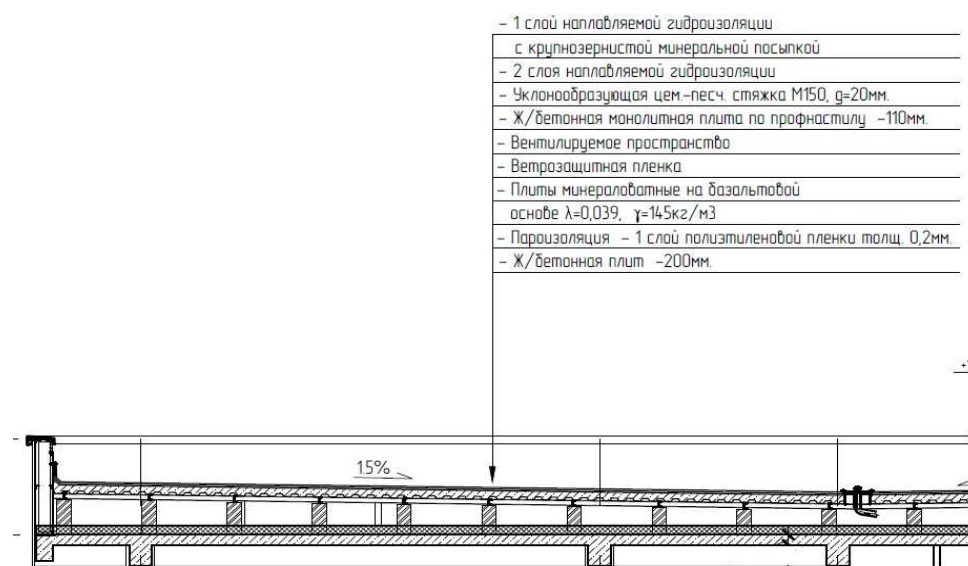 – 1 слой наплавляемой гидроизоляции
с крупнозернистой минеральной посыпкой
– 2 слоя наплавляемой гидроизоляции
– Уклонообразующая цем.-песч. стяжка М150, g=20мм.
– Ж/бетонная монолитная плита по профнастилу -110мм.
– Вентилируемое пространство
– Ветрозащитная пленка
– Плиты минераловатные на базальтовой
основе λ=0,039, γ=145кг/м3
– Пароизоляция - 1 слой полиэтиленовой пленки толщ. 0,2мм.
– Ж/бетонная плит -200мм.
15%